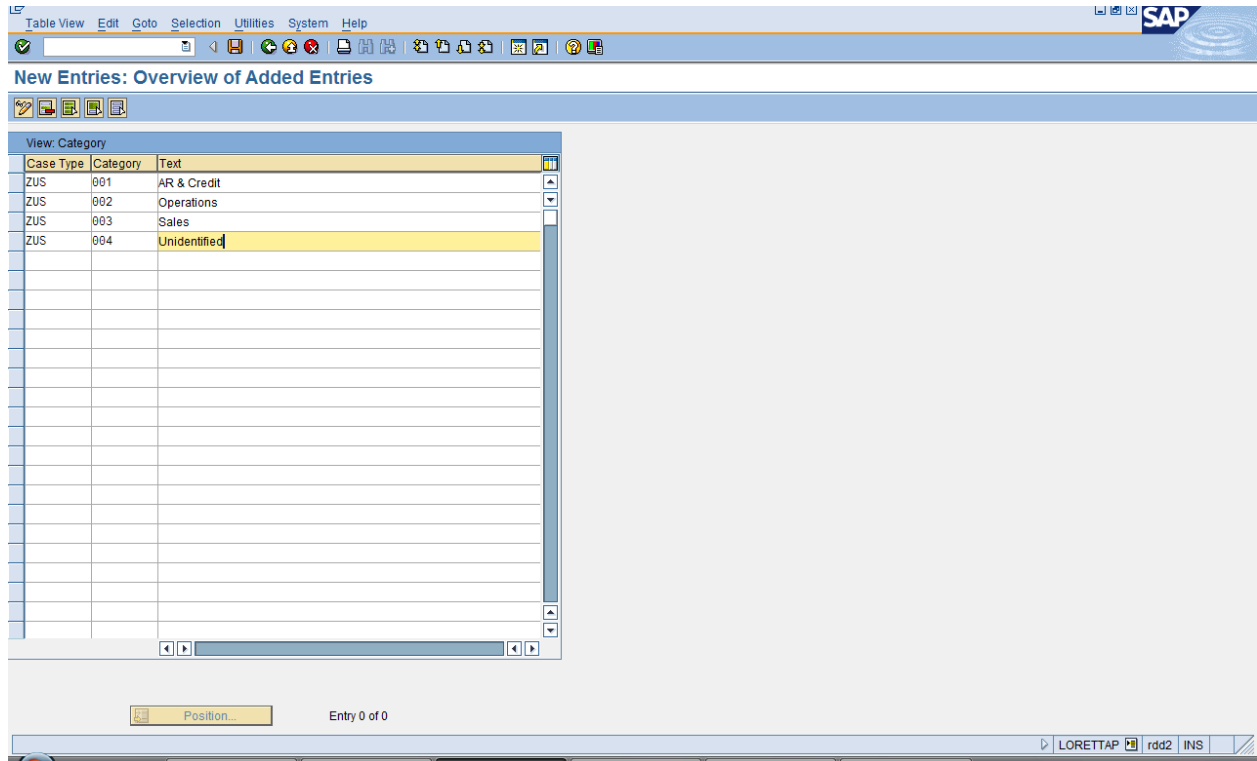 Table View Edit Goto Selection Utilities System Help
SAP
New Entries: Overview of Added Entries
View: Category
Case Type Category Text
ZUS 001 AR & Credit
ZUS 002 Operations
ZUS 003 Sales
ZUS 004 Unidentified
Position... Entry 0 of 0
LORETTAP rdd2 INS